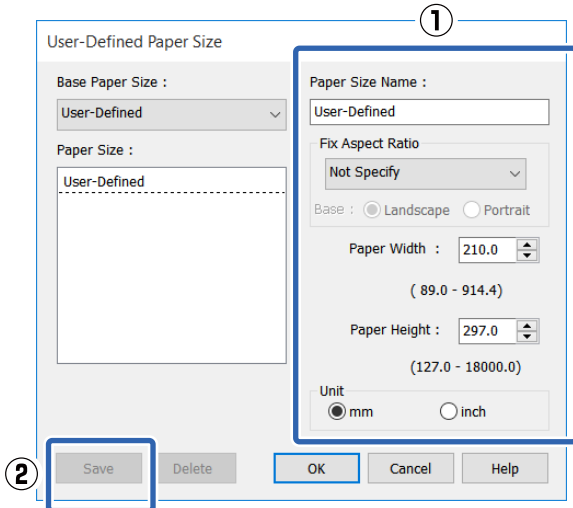 ①
User-Defined Paper Size
Base Paper Size :
User-Defined
Paper Size :
User-Defined
Paper Size Name :
User-Defined
Fix Aspect Ratio
Not Specify
Base : Landscape Portrait
Paper Width : 210.0
( 89.0 - 914.4)
Paper Height : 297.0
(127.0 - 18000.0)
Unit
mm inch
②
Save Delete OK Cancel Help